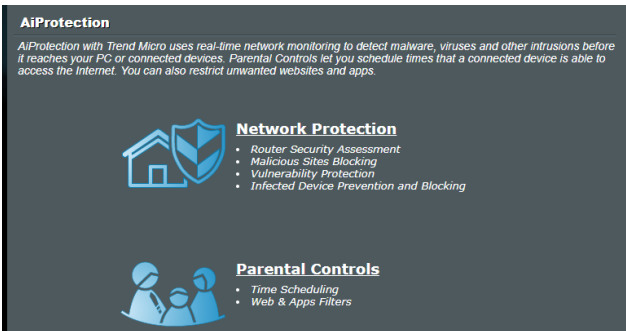 AiProtection
AiProtection with Trend Micro uses real-time network monitoring to detect malware, viruses and other intrusions before
it reaches your PC or connected devices. Parental Controls let you schedule times that a connected device is able to
access the Internet. You can also restrict unwanted websites and apps.
Network Protection
• Router Security Assessment
• Malicious Sites Blocking
• Vulnerability Protection
• Infected Device Prevention and Blocking
Parental Controls
• Time Scheduling
• Web & Apps Filters